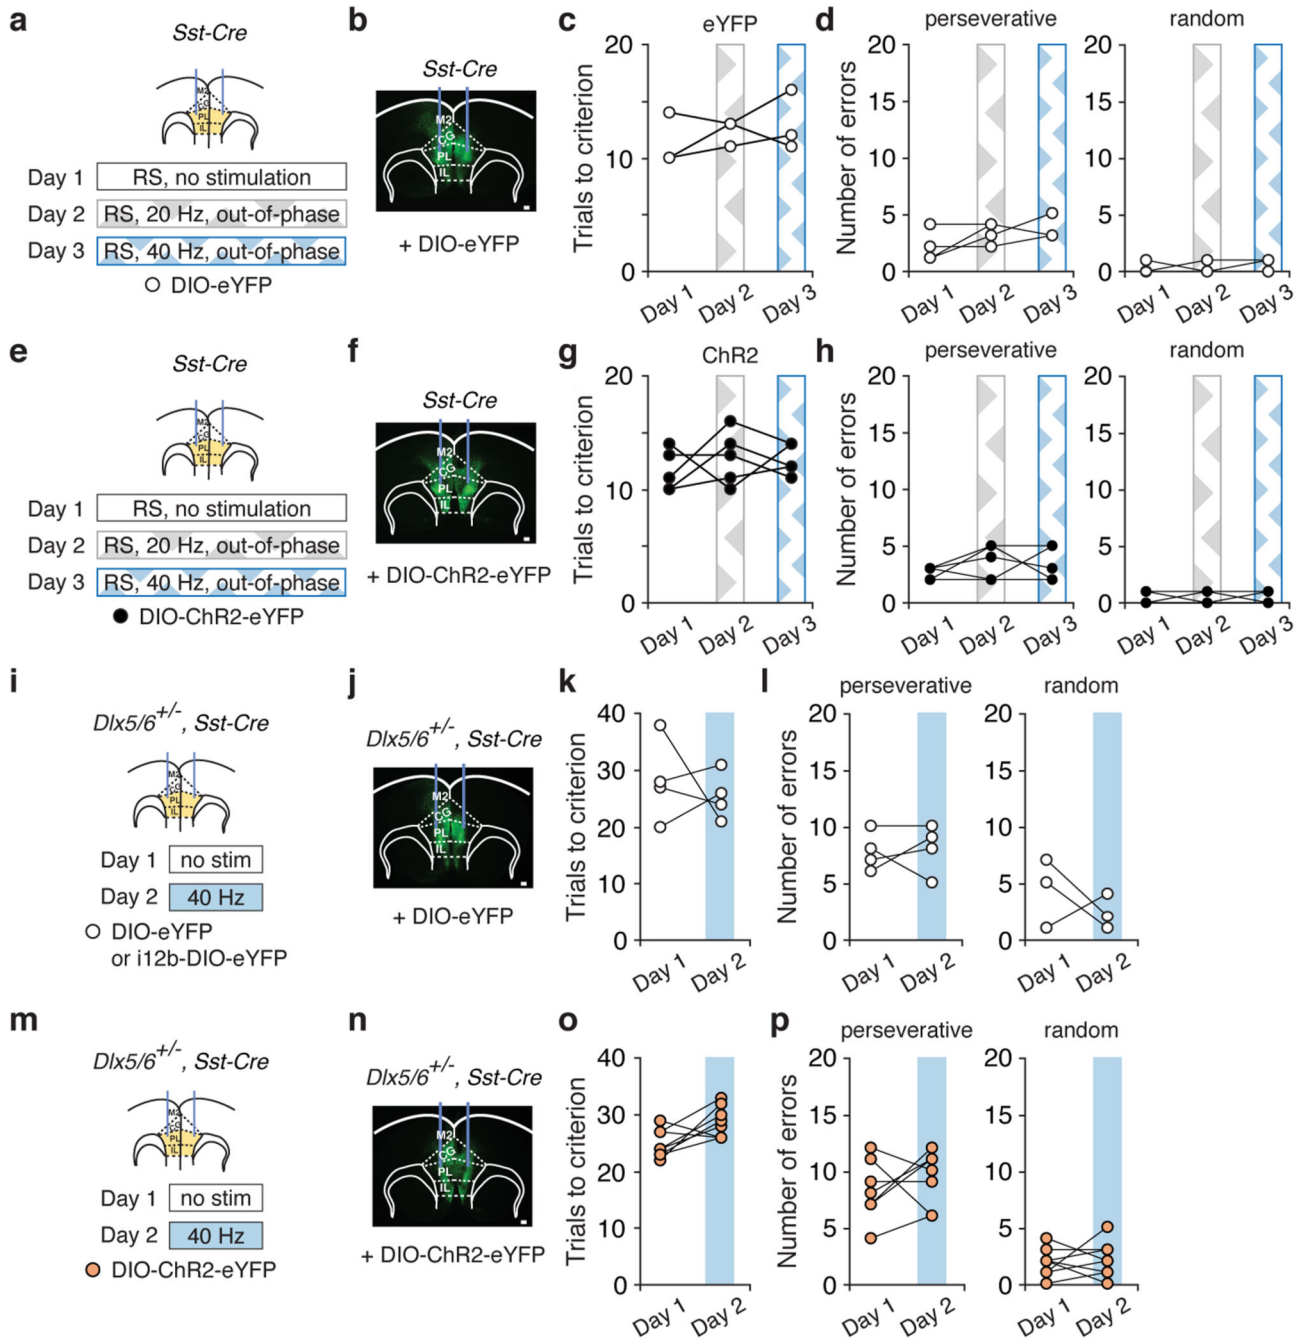 a
Sst-Cre
M2
CG
PL
IL
Day 1 RS, no stimulation
Day 2 RS, 20 Hz, out-of-phase
Day 3 RS, 40 Hz, out-of-phase
DIO-eYFP
b
Sst-Cre
M2
CG
PL
IL
+ DIO-eYFP
c
eYFP
Trials to criterion
20
10
0
Day 1 Day 2 Day 3
d
perseverative random
Number of errors
20 20
15 15
10 10
5 5
0 0
Day 1 Day 2 Day 3 Day 1 Day 2 Day 3
e
Sst-Cre
M2
CG
PL
IL
Day 1 RS, no stimulation
Day 2 RS, 20 Hz, out-of-phase
Day 3 RS, 40 Hz, out-of-phase
DIO-ChR2-eYFP
f
Sst-Cre
M2
CG
PL
IL
+ DIO-ChR2-eYFP
g
ChR2
Trials to criterion
20
10
0
Day 1 Day 2 Day 3
h
perseverative random
Number of errors
20 20
15 15
10 10
5 5
0 0
Day 1 Day 2 Day 3 Day 1 Day 2 Day 3
i
Dlx5/6+/-, Sst-Cre
M2
CG
PL
IL
Day 1 no stim
Day 2 40 Hz
DIO-eYFP
or i12b-DIO-eYFP
j
Dlx5/6+/-, Sst-Cre
M2
CG
PL
IL
+ DIO-eYFP
k
Trials to criterion
40
30
20
10
0
Day 1 Day 2
l
perseverative random
Number of errors
20 20
15 15
10 10
5 5
0 0
Day 1 Day 2 Day 1 Day 2
m
Dlx5/6+/-, Sst-Cre
M2
CG
PL
IL
Day 1 no stim
Day 2 40 Hz
DIO-ChR2-eYFP
n
Dlx5/6+/-, Sst-Cre
M2
CG
PL
IL
+ DIO-ChR2-eYFP
o
Trials to criterion
40
30
20
10
0
Day 1 Day 2
p
perseverative random
Number of errors
20 20
15 15
10 10
5 5
0 0
Day 1 Day 2 Day 1 Day 2